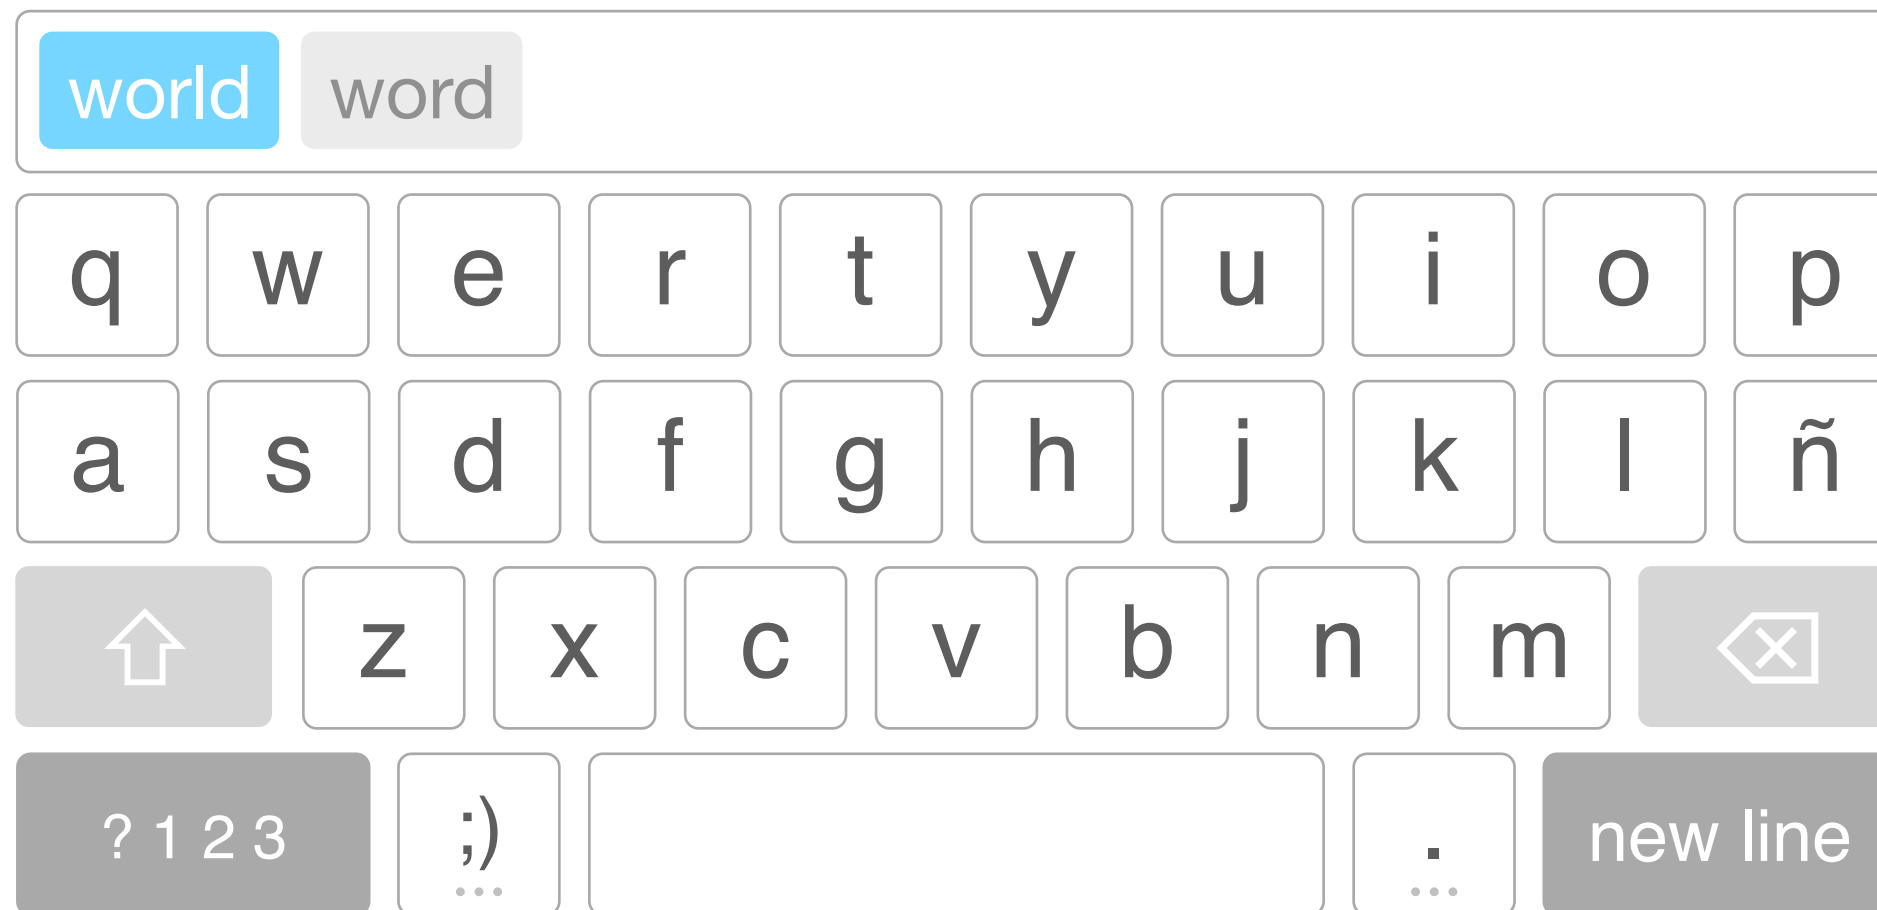 world word
q w e r t y u i o p
a s d f g h j k l ñ
z x c v b n m
? 1 2 3 ;) . new line